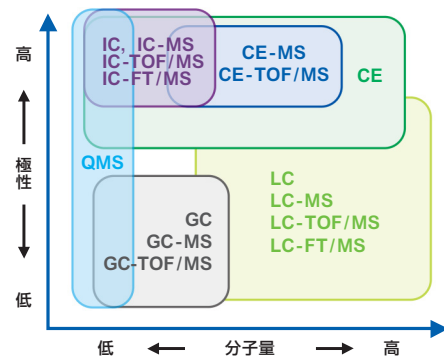 高
極性
低
IC, IC-MS
IC-TOF/MS
IC-FT/MS
CE-MS
CE-TOF/MS
CE
QMS
GC
GC-MS
GC-TOF/MS
LC
LC-MS
LC-TOF/MS
LC-FT/MS
低 分子量 高